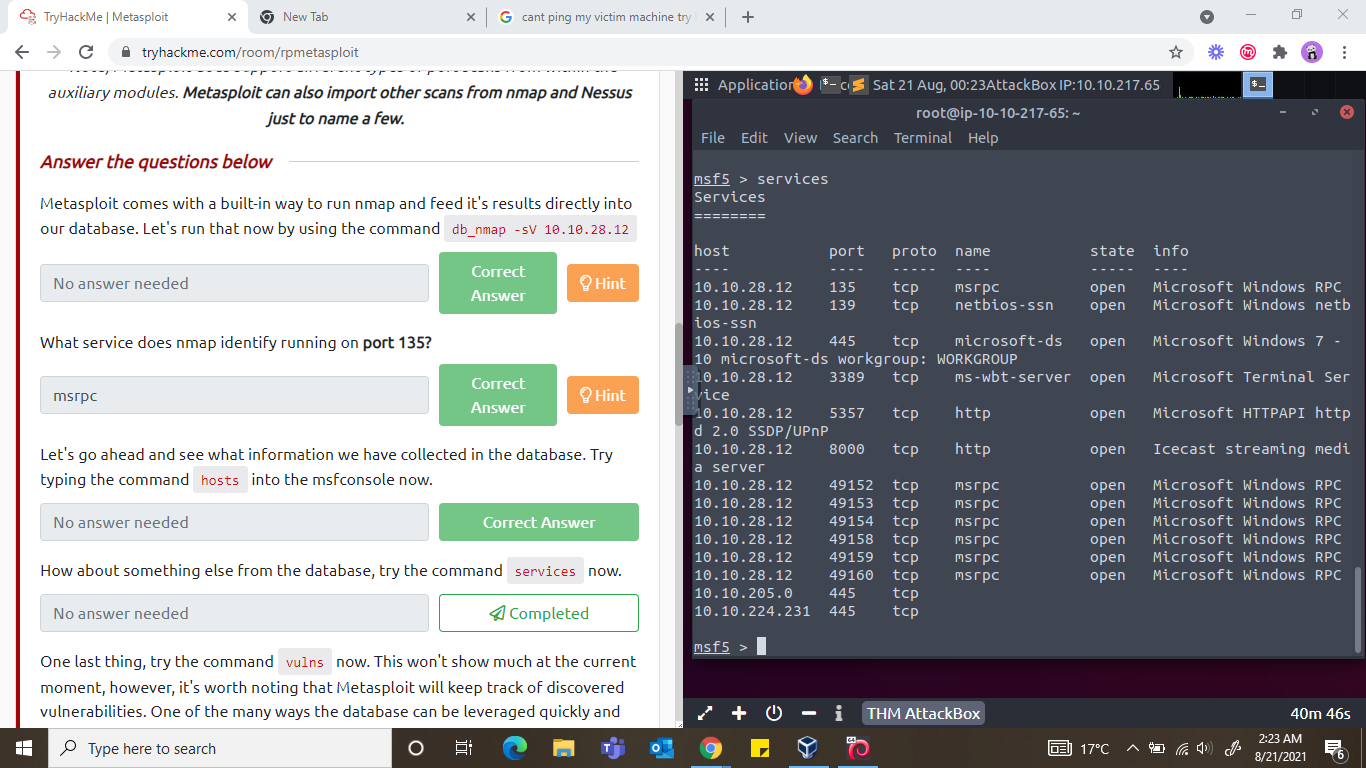 TryHackMe | Metasploit
New Tab
cant ping my victim machine try
tryhackme.com/room/rpmetasploit
auxiliary modules. Metasploit can also import other scans from nmap and Nessus
just to name a few.
Answer the questions below
Metasploit comes with a built-in way to run nmap and feed it's results directly into
our database. Let's run that now by using the command db_nmap -sV 10.10.28.12
No answer needed
Correct
Answer
Hint
What service does nmap identify running on port 135?
msrpc
Correct
Answer
Hint
Let's go ahead and see what information we have collected in the database. Try
typing the command hosts into the msfconsole now.
No answer needed
Correct Answer
How about something else from the database, try the command services now.
No answer needed
Completed
One last thing, try the command vulns now. This won't show much at the current
moment, however, it's worth noting that Metasploit will keep track of discovered
vulnerabilities. One of the many ways the database can be leveraged quickly and
Sat 21 Aug, 00:23 AttackBox IP:10.10.217.65
root@ip-10-10-217-65: ~
File Edit View Search Terminal Help
msf5 > services
Services
========
host port proto name state info
---- ---- ----- ---- ----- ----
10.10.28.12 135 tcp msrpc open Microsoft Windows RPC
10.10.28.12 139 tcp netbios-ssn open Microsoft Windows netb
ios-ssn
10.10.28.12 445 tcp microsoft-ds open Microsoft Windows 7 -
10 microsoft-ds workgroup: WORKGROUP
10.10.28.12 3389 tcp ms-wbt-server open Microsoft Terminal Ser
vice
10.10.28.12 5357 tcp http open Microsoft HTTPAPI http
d 2.0 SSDP/UPnP
10.10.28.12 8000 tcp http open Icecast streaming medi
a server
10.10.28.12 49152 tcp msrpc open Microsoft Windows RPC
10.10.28.12 49153 tcp msrpc open Microsoft Windows RPC
10.10.28.12 49154 tcp msrpc open Microsoft Windows RPC
10.10.28.12 49158 tcp msrpc open Microsoft Windows RPC
10.10.28.12 49159 tcp msrpc open Microsoft Windows RPC
10.10.28.12 49160 tcp msrpc open Microsoft Windows RPC
10.10.205.0 445 tcp
10.10.224.231 445 tcp
msf5 >
THM AttackBox
40m 46s
Type here to search
17°C
2:23 AM
8/21/2021
6